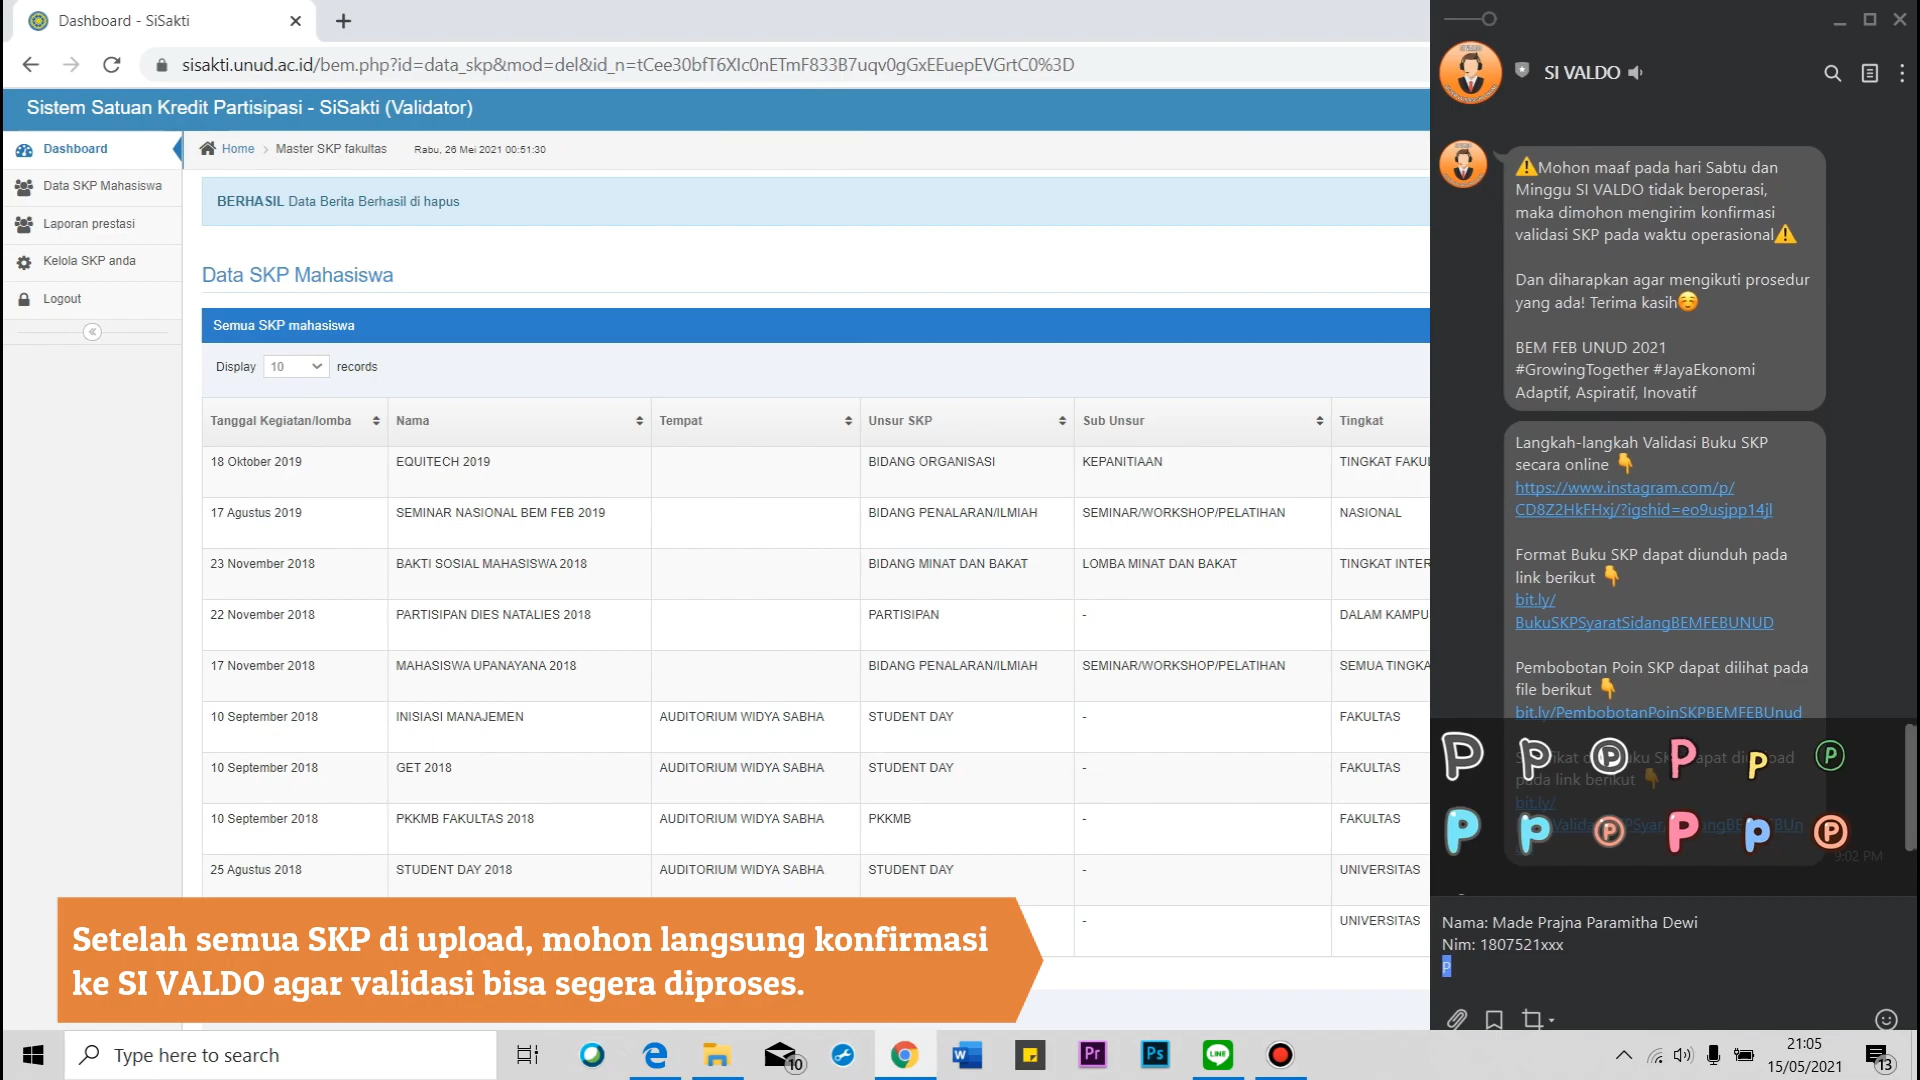 Dashboard - SiSakti
sisakti.unud.ac.id/bem.php?id=data_skp&mod=del&id_n=tCee30bfT6XIc0nETmF833B7uqv0gGxEEuepEVGrtC0%3D
Sistem Satuan Kredit Partisipasi - SiSakti (Validator)
Dashboard
Data SKP Mahasiswa
Laporan prestasi
Kelola SKP anda
Logout
Home > Master SKP fakultas Rabu, 26 Mei 2021 00:51:30
BERHASIL Data Berita Berhasil di hapus
Data SKP Mahasiswa
Semua SKP mahasiswa
Display 10 records
Tanggal Kegiatan/lomba Nama Tempat Unsur SKP Sub Unsur Tingkat
18 Oktober 2019 EQUITECH 2019 BIDANG ORGANISASI KEPANITIAAN TINGKAT FAKUL
17 Agustus 2019 SEMINAR NASIONAL BEM FEB 2019 BIDANG PENALARAN/ILMIAH SEMINAR/WORKSHOP/PELATIHAN NASIONAL
23 November 2018 BAKTI SOSIAL MAHASISWA 2018 BIDANG MINAT DAN BAKAT LOMBA MINAT DAN BAKAT TINGKAT INTER
22 November 2018 PARTISIPAN DIES NATALIES 2018 PARTISIPAN - DALAM KAMPU
17 November 2018 MAHASISWA UPANAYANA 2018 BIDANG PENALARAN/ILMIAH SEMINAR/WORKSHOP/PELATIHAN SEMUA TINGKA
10 September 2018 INISIASI MANAJEMEN AUDITORIUM WIDYA SABHA STUDENT DAY - FAKULTAS
10 September 2018 GET 2018 AUDITORIUM WIDYA SABHA STUDENT DAY - FAKULTAS
10 September 2018 PKKMB FAKULTAS 2018 AUDITORIUM WIDYA SABHA PKKMB - FAKULTAS
25 Agustus 2018 STUDENT DAY 2018 AUDITORIUM WIDYA SABHA STUDENT DAY - UNIVERSITAS
- UNIVERSITAS
Setelah semua SKP di upload, mohon langsung konfirmasi
ke SI VALDO agar validasi bisa segera diproses.
SI VALDO
⚠️Mohon maaf pada hari Sabtu dan
Minggu SI VALDO tidak beroperasi,
maka dimohon mengirim konfirmasi
validasi SKP pada waktu operasional⚠️
Dan diharapkan agar mengikuti prosedur
yang ada! Terima kasih☺️
BEM FEB UNUD 2021
#GrowingTogether #JayaEkonomi
Adaptif, Aspiratif, Inovatif
Langkah-langkah Validasi Buku SKP
secara online 👇
https://www.instagram.com/p/
CD8Z2HkFHxj/?igshid=eo9usjpp14jl
Format Buku SKP dapat diunduh pada
link berikut 👇
bit.ly/
BukuSKPSyaratSidangBEMFEBUNUD
Pembobotan Poin SKP dapat dilihat pada
file berikut 👇
bit.ly/PembobotanPoinSKPBEMFEBUnud
P p P P P P
pada link berikut 👇
bit.ly/
P p P P p P
9:02 PM
Nama: Made Prajna Paramitha Dewi
Nim: 1807521xxx
p
Type here to search
10
W
Pr
Ps
LINE
21:05
15/05/2021
13